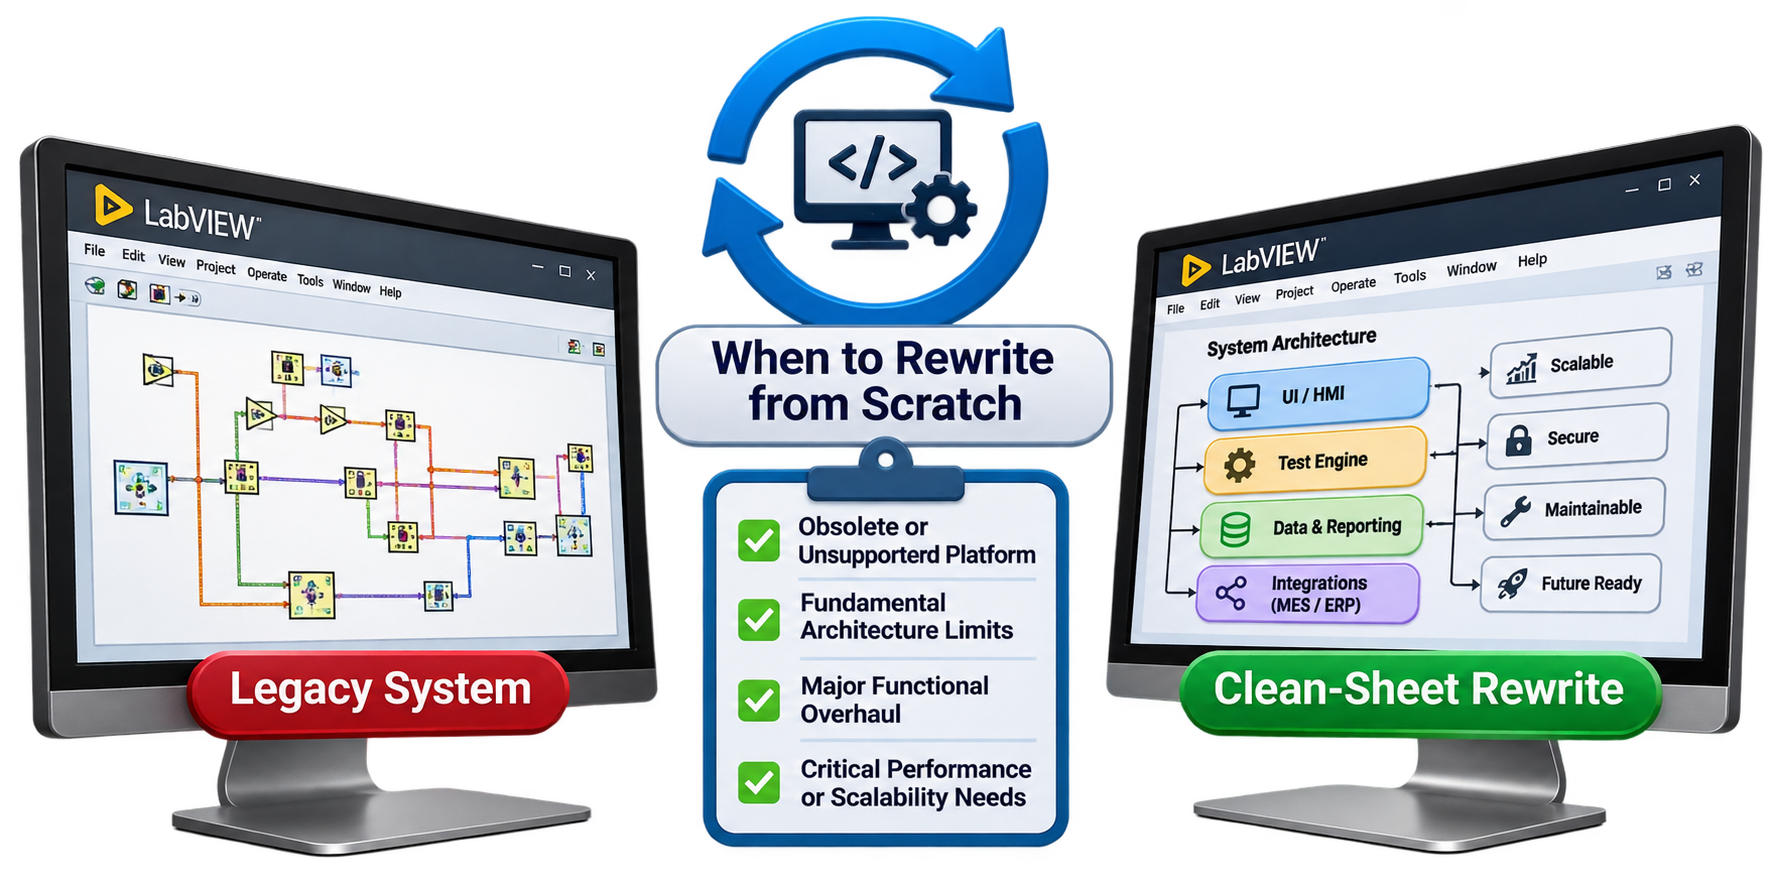 LabVIEW™
File Edit View Project Operate Tools Window Help
Legacy System
</>
When to Rewrite
from Scratch
Obsolete or
Unsupporterd Platform
Fundamental
Architecture Limits
Major Functional
Overhaul
Critical Performance
or Scalability Needs
LabVIEW™
File Edit View Project Operate Tools Window Help
System Architecture
UI / HMI
Test Engine
Data & Reporting
Integrations
(MES / ERP)
Scalable
Secure
Maintainable
Future Ready
Clean-Sheet Rewrite